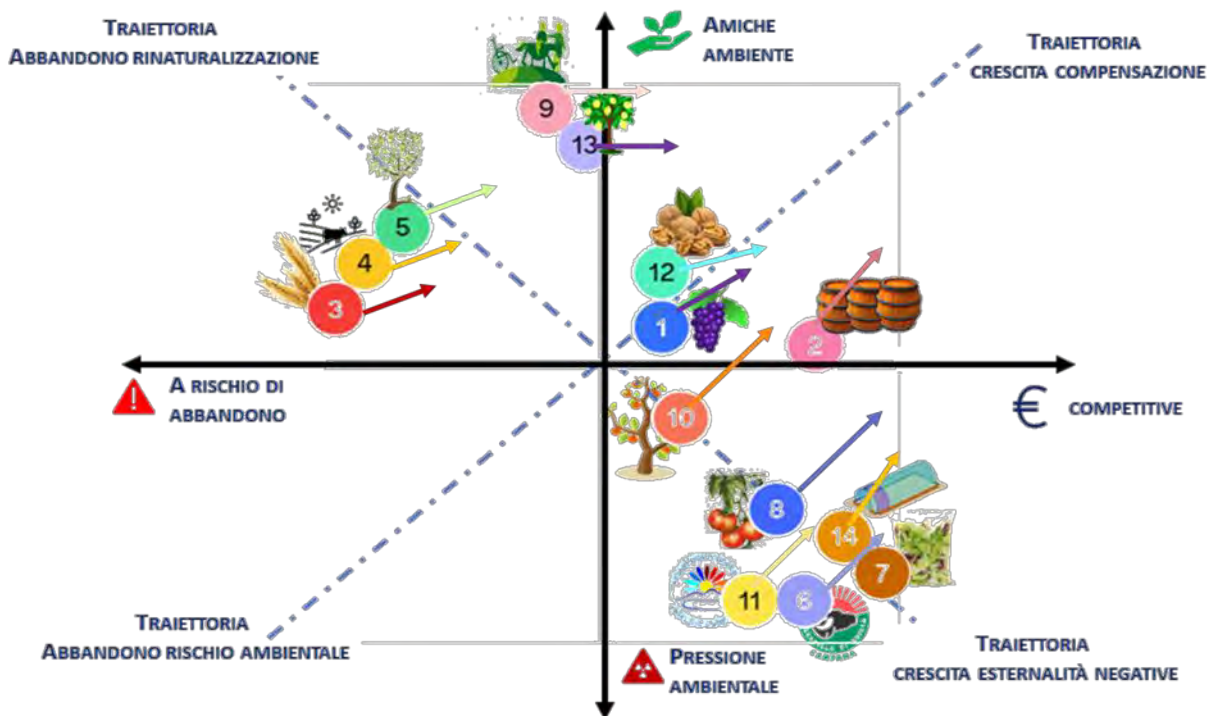 TRAIETTORIA
ABBANDONO RINATURALIZZAZIONE
AMICHE
AMBIENTE
TRAIETTORIA
CRESCITA COMPENSAZIONE
9
13
5
4
3
12
1
2
A RISCHIO DI
ABBANDONO
€ COMPETITIVE
10
8
14
7
11
6
CAMPANA
TRAIETTORIA
ABBANDONO RISCHIO AMBIENTALE
PRESSIONE
AMBIENTALE
TRAIETTORIA
CRESCITA ESTERNALITÀ NEGATIVE